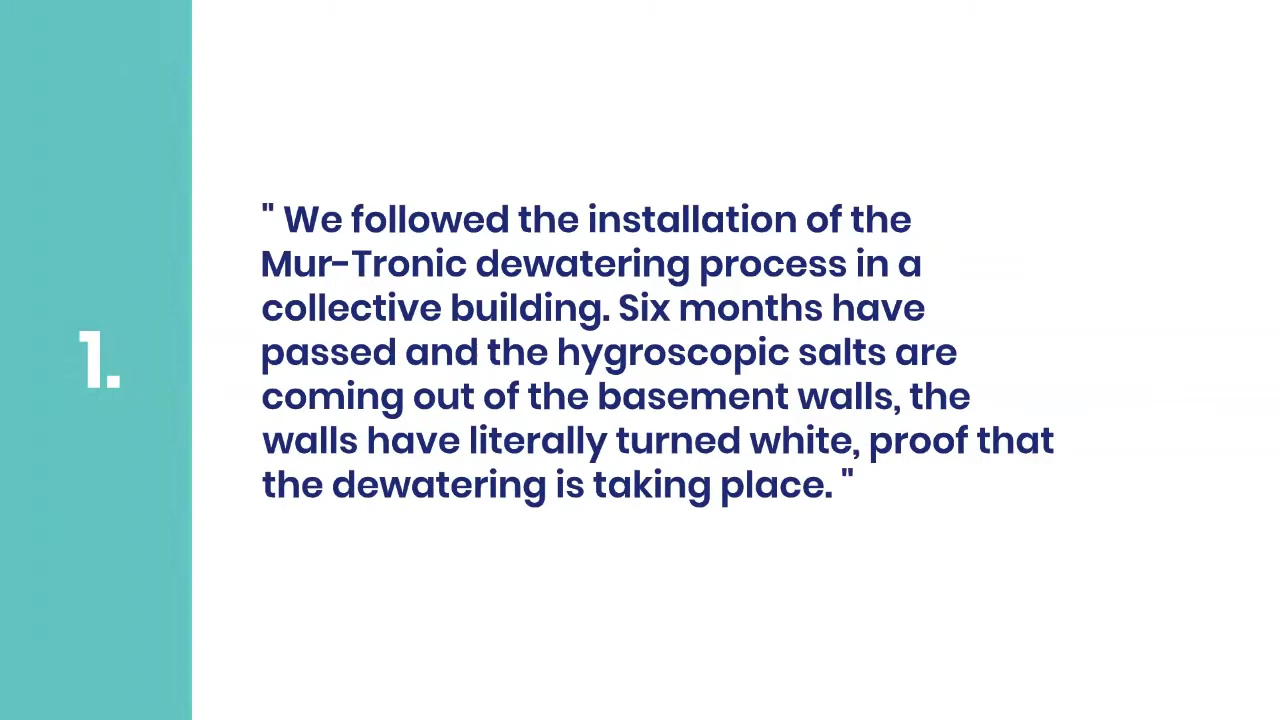 1.
" We followed the installation of the
Mur-Tronic dewatering process in a
collective building. Six months have
passed and the hygroscopic salts are
coming out of the basement walls, the
walls have literally turned white, proof that
the dewatering is taking place. "